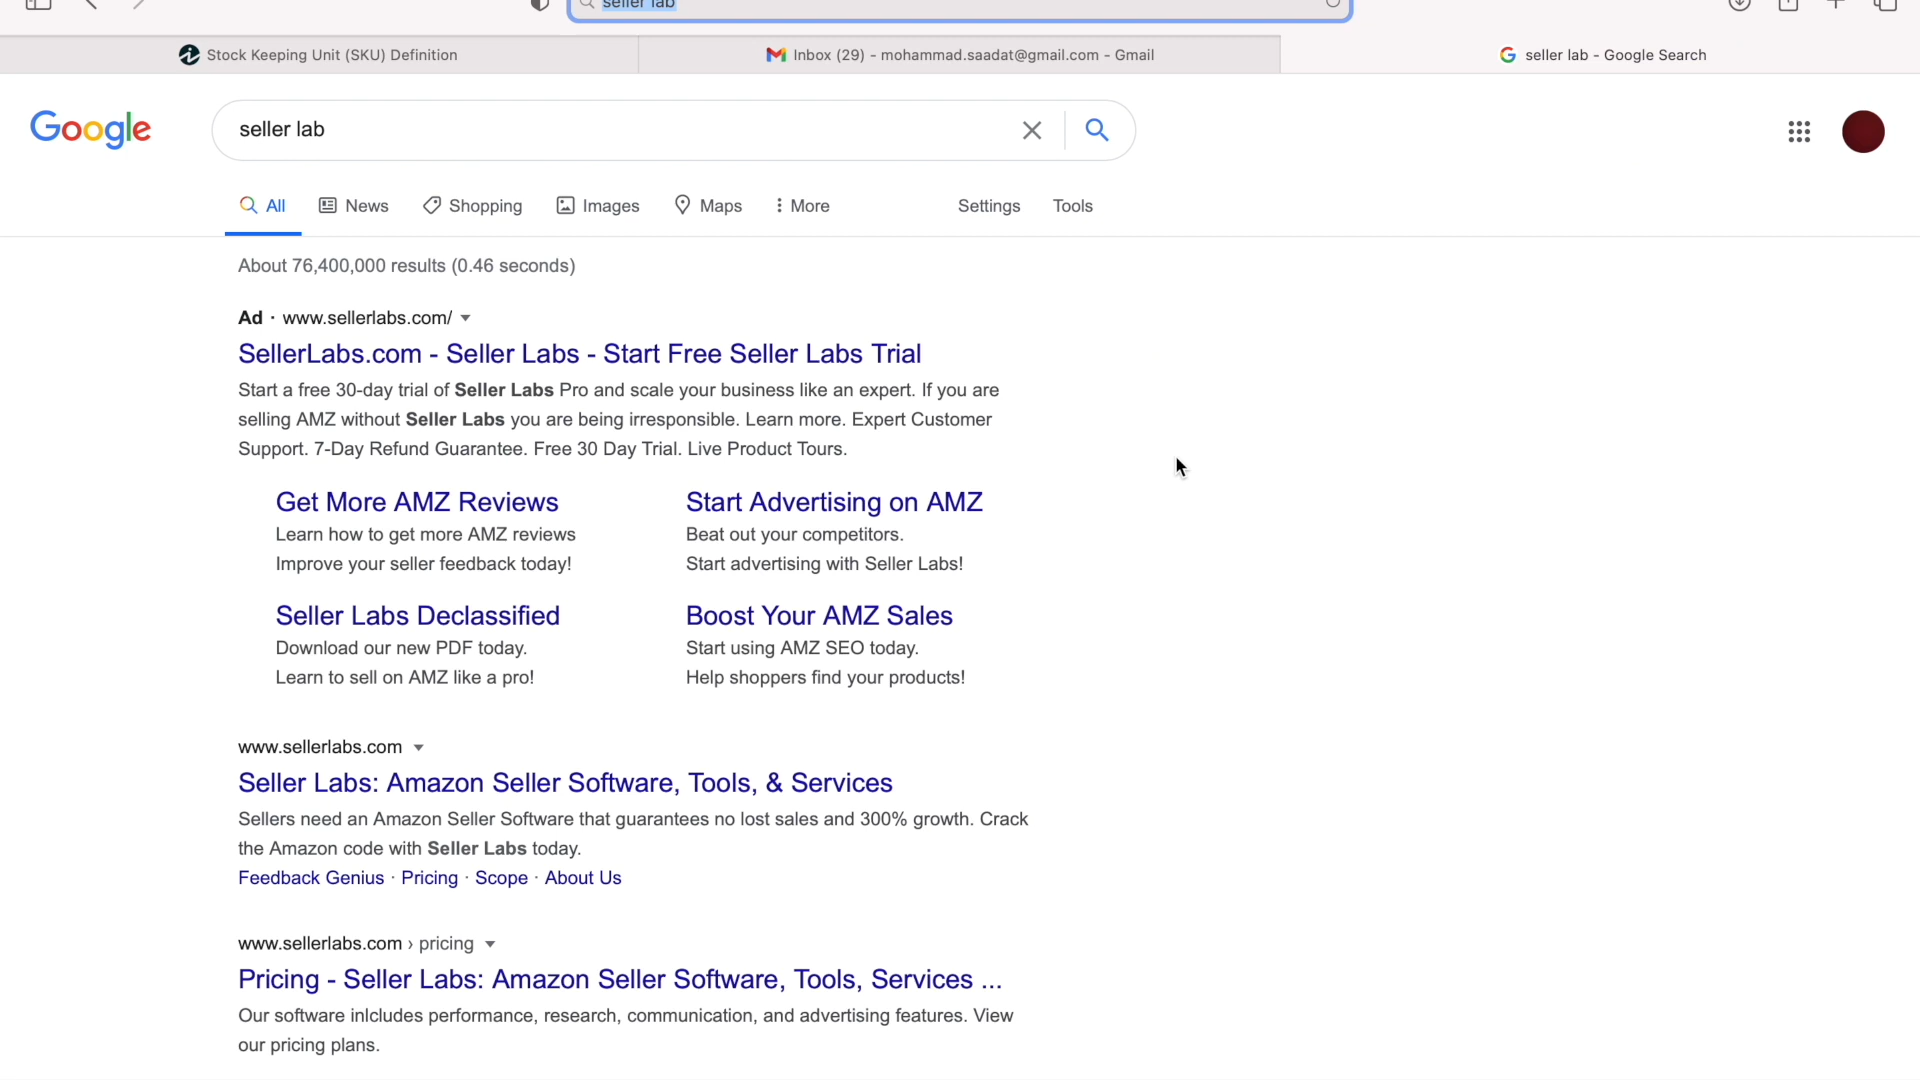 seller lab
Stock Keeping Unit (SKU) Definition
Inbox (29) - mohammad.saadat@gmail.com - Gmail
seller lab - Google Search
Google
seller lab
All
News
Shopping
Images
Maps
More
Settings
Tools
About 76,400,000 results (0.46 seconds)
Ad · www.sellerlabs.com/
SellerLabs.com - Seller Labs - Start Free Seller Labs Trial
Start a free 30-day trial of Seller Labs Pro and scale your business like an expert. If you are
selling AMZ without Seller Labs you are being irresponsible. Learn more. Expert Customer
Support. 7-Day Refund Guarantee. Free 30 Day Trial. Live Product Tours.
Get More AMZ Reviews
Learn how to get more AMZ reviews
Improve your seller feedback today!
Start Advertising on AMZ
Beat out your competitors.
Start advertising with Seller Labs!
Seller Labs Declassified
Download our new PDF today.
Learn to sell on AMZ like a pro!
Boost Your AMZ Sales
Start using AMZ SEO today.
Help shoppers find your products!
www.sellerlabs.com
Seller Labs: Amazon Seller Software, Tools, & Services
Sellers need an Amazon Seller Software that guarantees no lost sales and 300% growth. Crack
the Amazon code with Seller Labs today.
Feedback Genius · Pricing · Scope · About Us
www.sellerlabs.com › pricing
Pricing - Seller Labs: Amazon Seller Software, Tools, Services ...
Our software inlcludes performance, research, communication, and advertising features. View
our pricing plans.